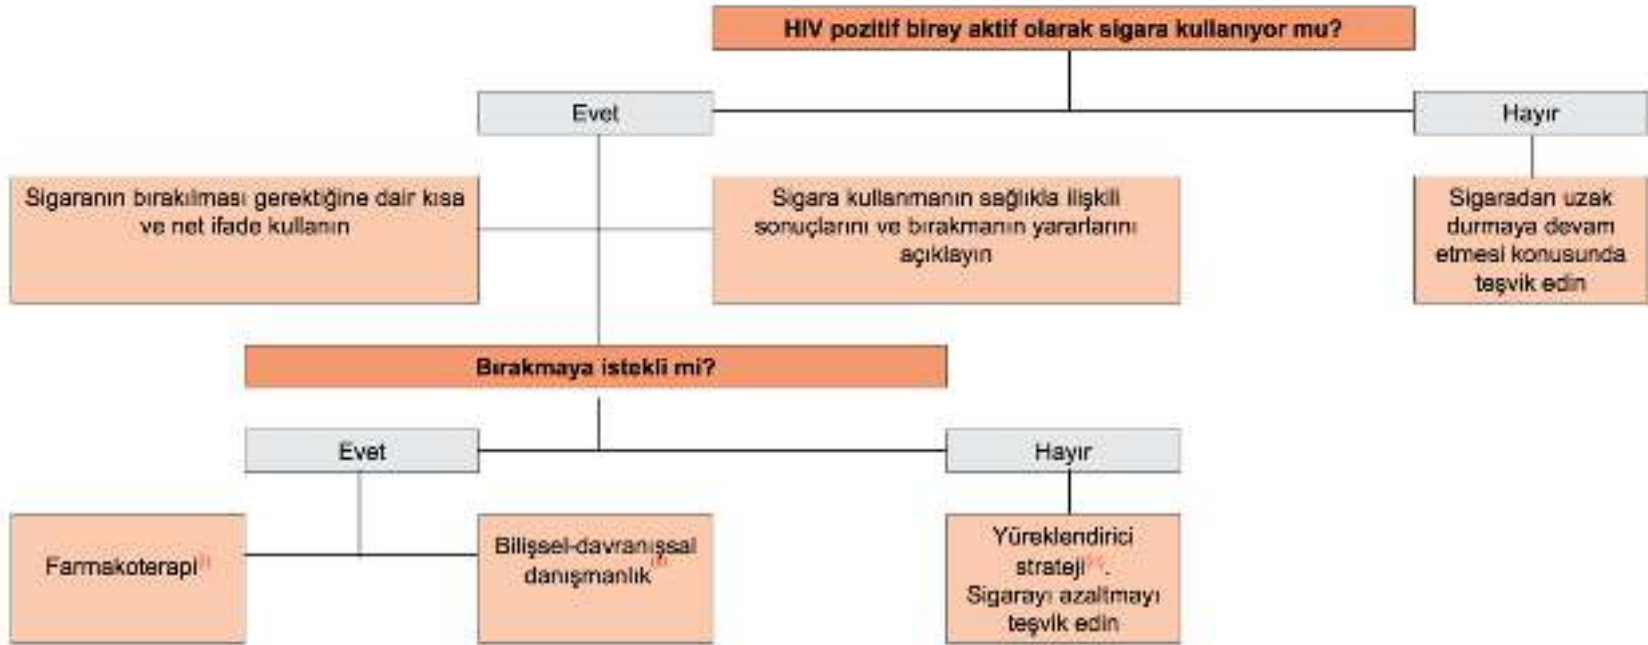 HIV pozitif birey aktif olarak sigara kullanıyor mu?
Evet
Hayır
Sigaranın bırakılması gerektiğine dair kısa
ve net ifade kullanın
Sigara kullanmanın sağlıkla ilişkili
sonuçlarını ve bırakmanın yararlarını
açıklayın
Sigaradan uzak
durmaya devam
etmesi konusunda
teşvik edin
Bırakmaya istekli mi?
Evet
Hayır
Farmakoterapi
Bilişsel-davranışsal
danışmanlık
Yüreklendirici
strateji.
Sigarayı azaltmayı
teşvik edin